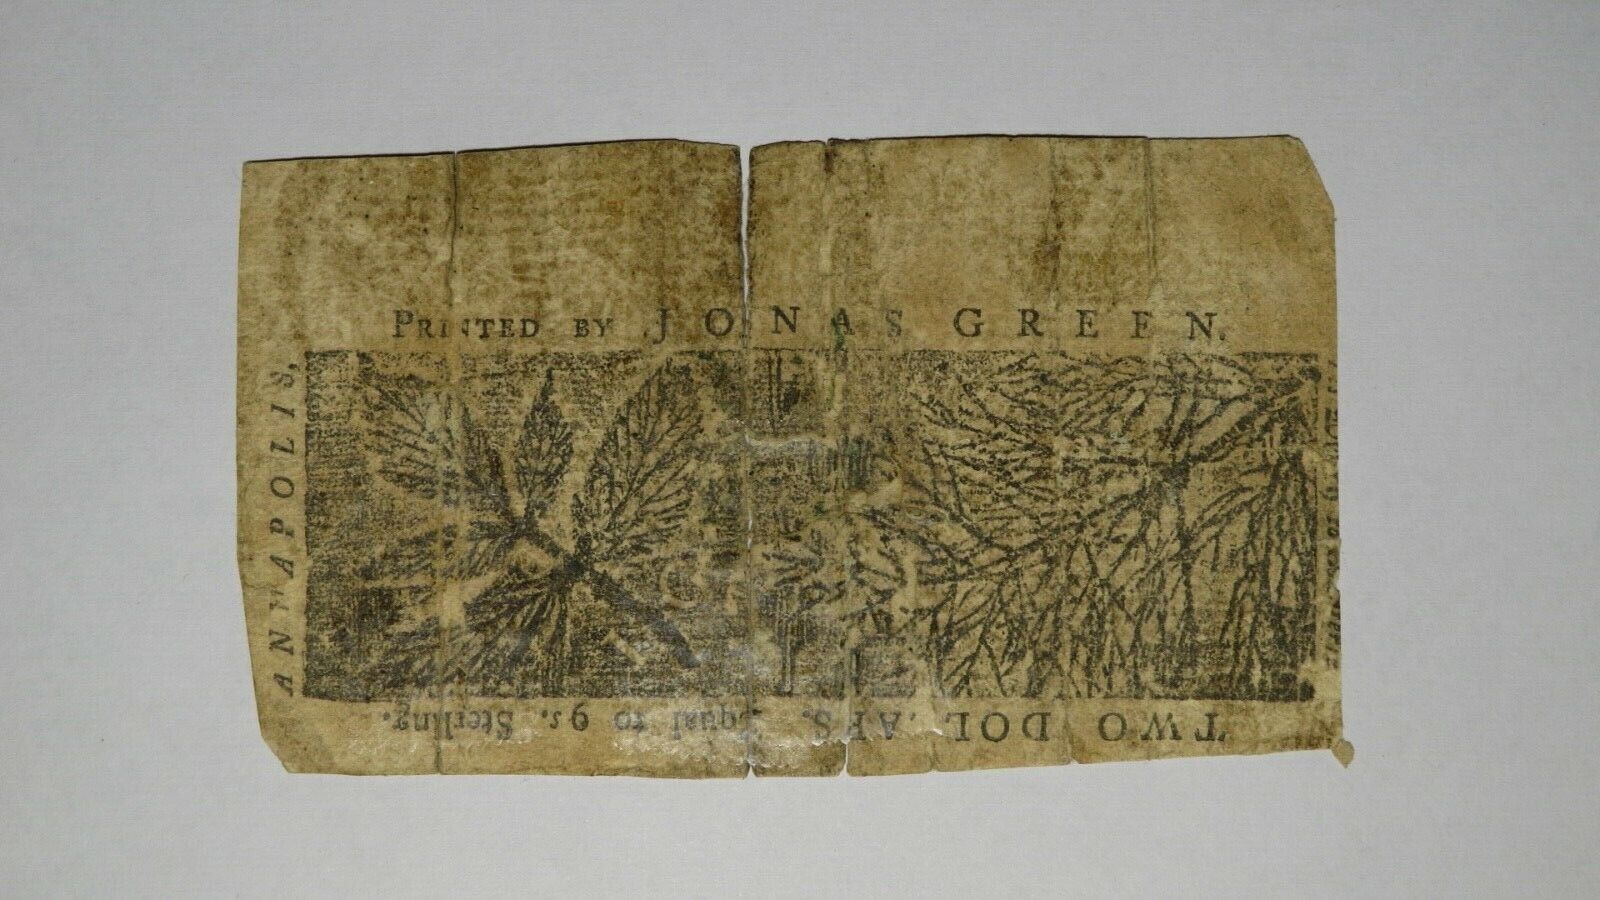 PRINTED BY JONAS GREEN.
ANNAPOLIS,
TWO DOLLARS. Equal to 9s. Sterling.